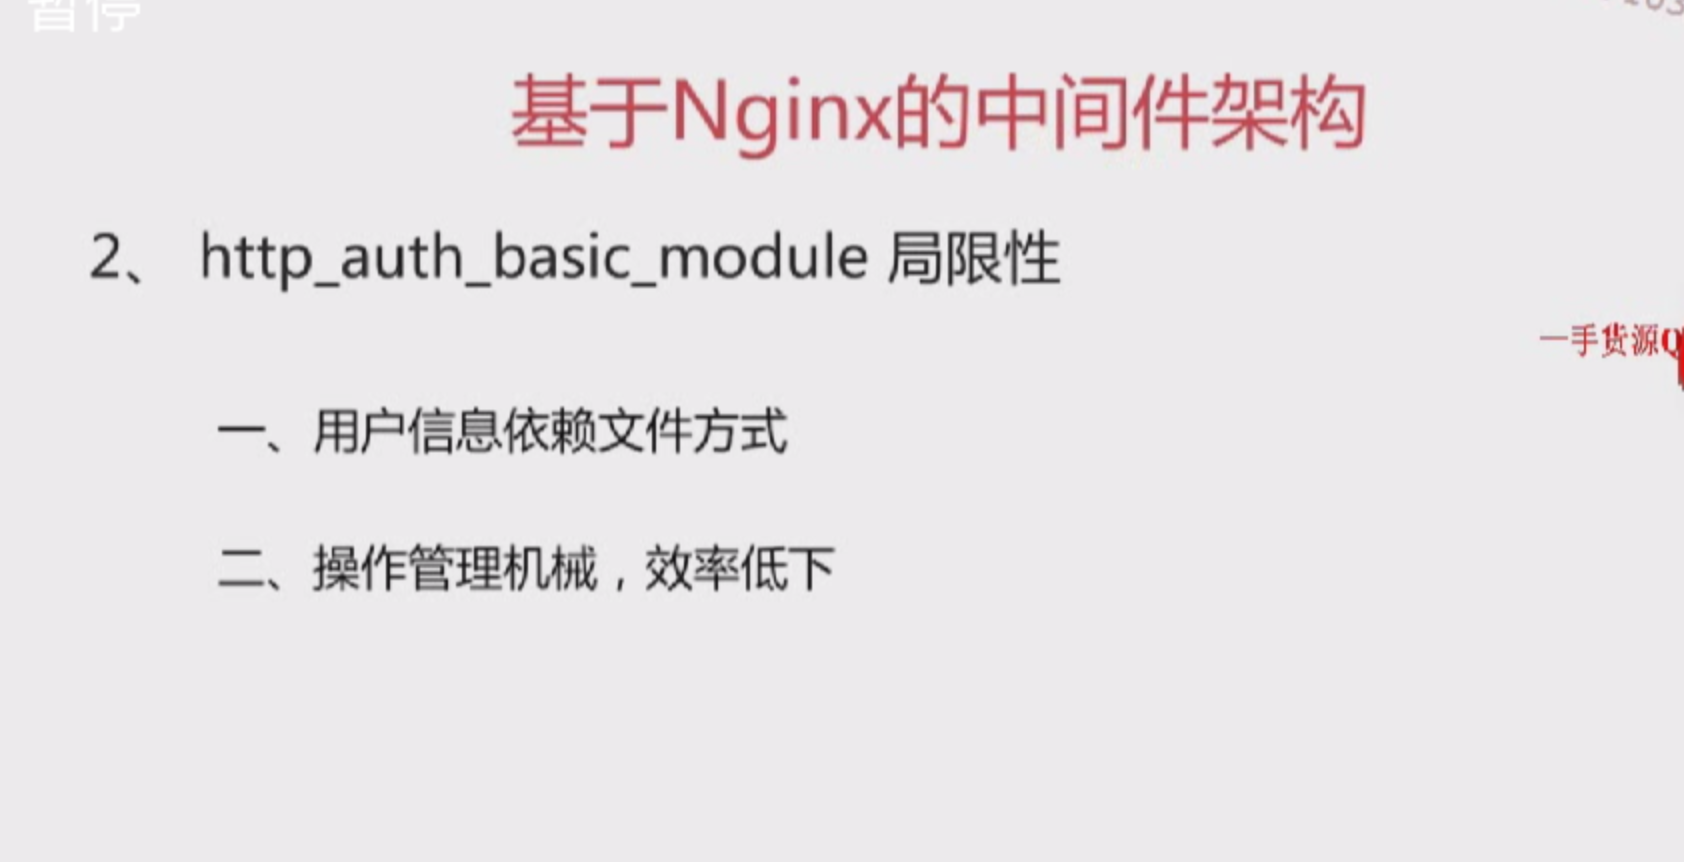 暂停
基于Nginx的中间件架构
2、 http_auth_basic_module 局限性
一手货源Q
一、用户信息依赖文件方式
二、操作管理机械，效率低下